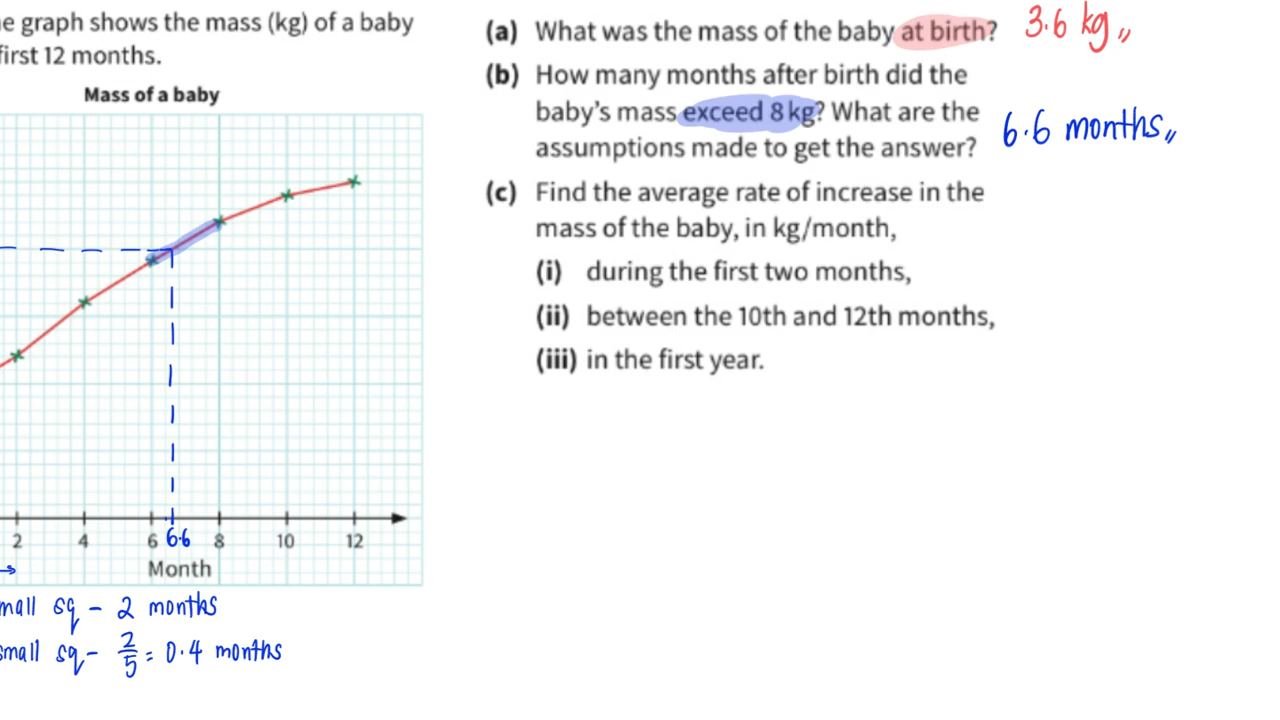 e graph shows the mass (kg) of a baby
first 12 months.
Mass of a baby
2 4 6 6.6 8 10 12
Month
mall sq - 2 months
small sq - 2/5 = 0.4 months
(a) What was the mass of the baby at birth? 3.6 kg,,
(b) How many months after birth did the
baby's mass exceed 8 kg? What are the
assumptions made to get the answer?
6.6 months,,
(c) Find the average rate of increase in the
mass of the baby, in kg/month,
(i) during the first two months,
(ii) between the 10th and 12th months,
(iii) in the first year.